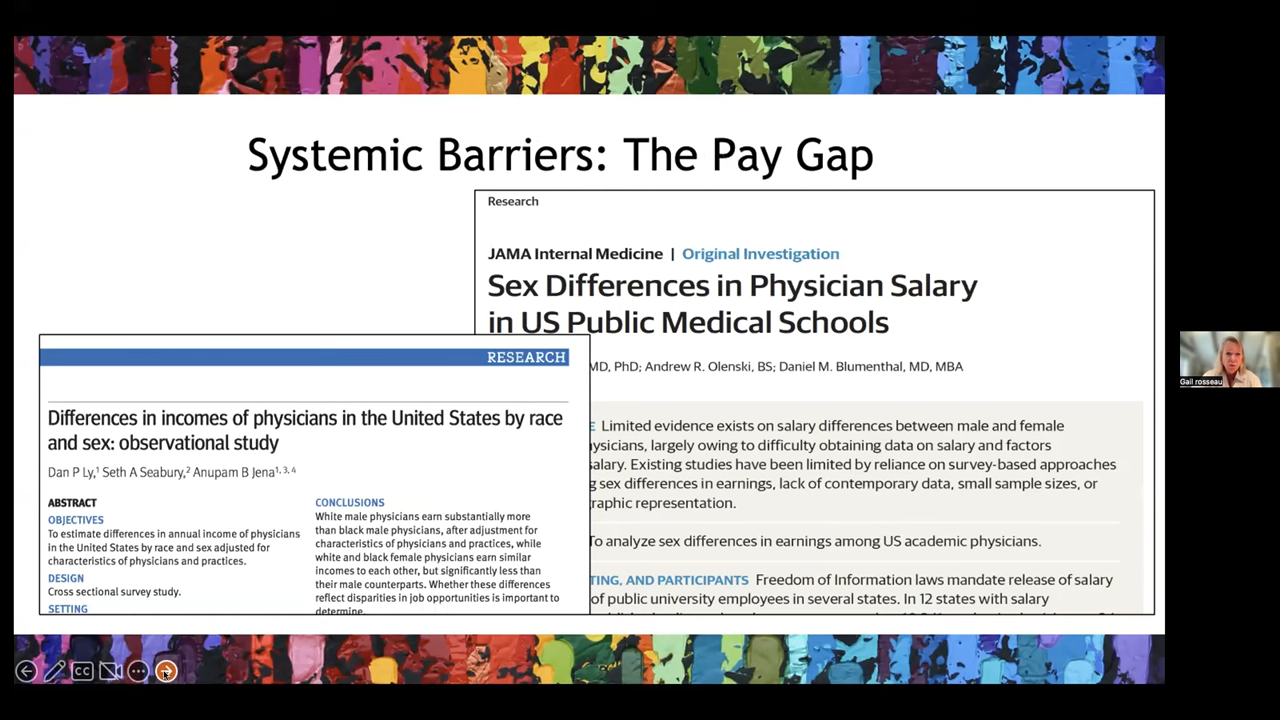 Systemic Barriers: The Pay Gap
Research
JAMA Internal Medicine | Original Investigation
Sex Differences in Physician Salary
in US Public Medical Schools
MD, PhD; Andrew R. Olenski, BS; Daniel M. Blumenthal, MD, MBA
E Limited evidence exists on salary differences between male and female
ysicians, largely owing to difficulty obtaining data on salary and factors
salary. Existing studies have been limited by reliance on survey-based approaches
g sex differences in earnings, lack of contemporary data, small sample sizes, or
raphic representation.
To analyze sex differences in earnings among US academic physicians.
TING, AND PARTICIPANTS Freedom of Information laws mandate release of salary
of public university employees in several states. In 12 states with salary
RESEARCH
Differences in incomes of physicians in the United States by race
and sex: observational study
Dan P Ly,1 Seth A Seabury,2 Anupam B Jena1, 3, 4
ABSTRACT
OBJECTIVES
To estimate differences in annual income of physicians
in the United States by race and sex adjusted for
characteristics of physicians and practices.
DESIGN
Cross sectional survey study.
SETTING
CONCLUSIONS
White male physicians earn substantially more
than black male physicians, after adjustment for
characteristics of physicians and practices, while
white and black female physicians earn similar
incomes to each other, but significantly less than
their male counterparts. Whether these differences
reflect disparities in job opportunities is important to
determine.
CC
Gail rosseau